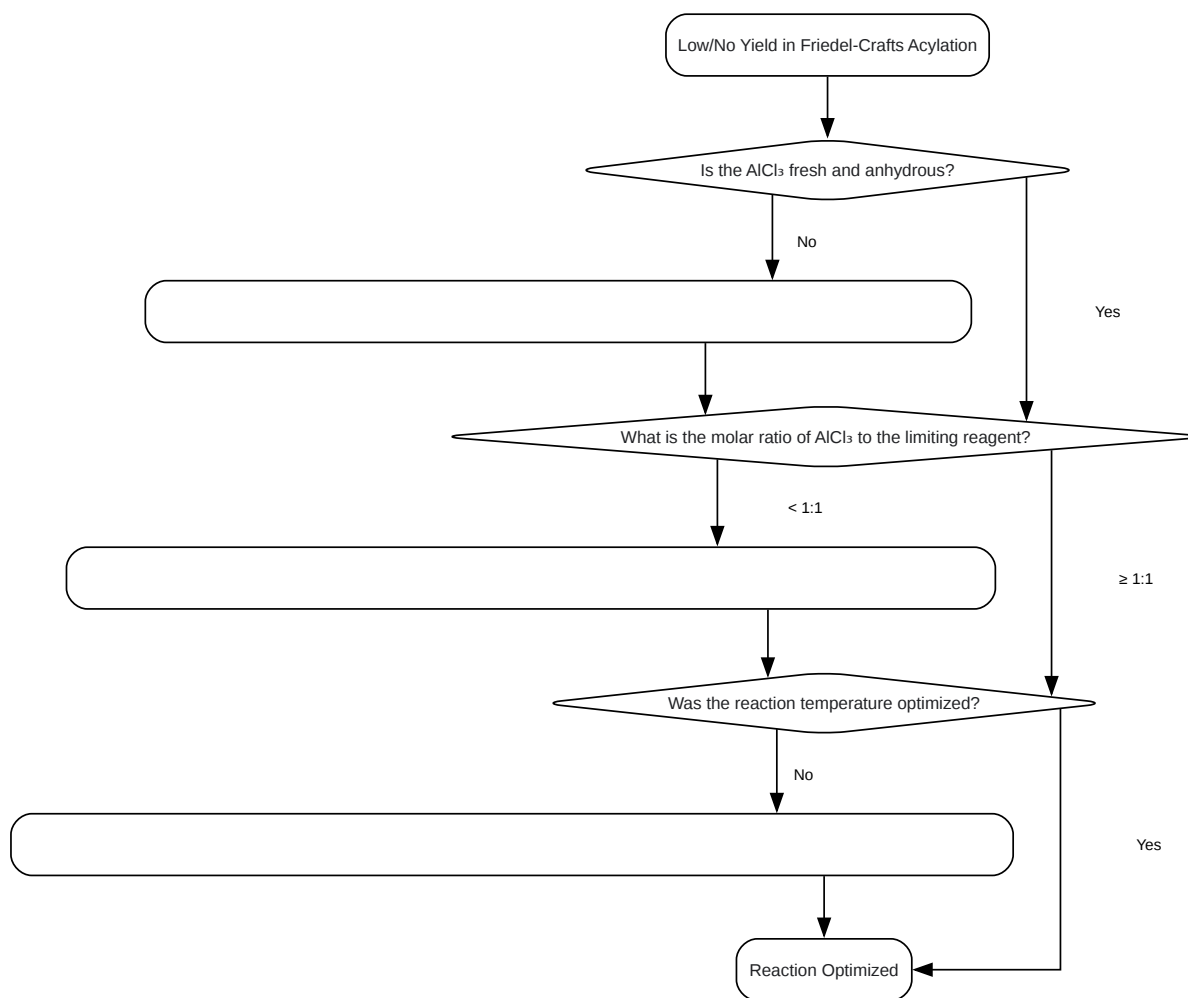 Low/No Yield in Friedel-Crafts Acylation
Is the AlCl₃ fresh and anhydrous?
No
Yes
What is the molar ratio of AlCl₃ to the limiting reagent?
< 1:1
≥ 1:1
Was the reaction temperature optimized?
No
Yes
Reaction Optimized